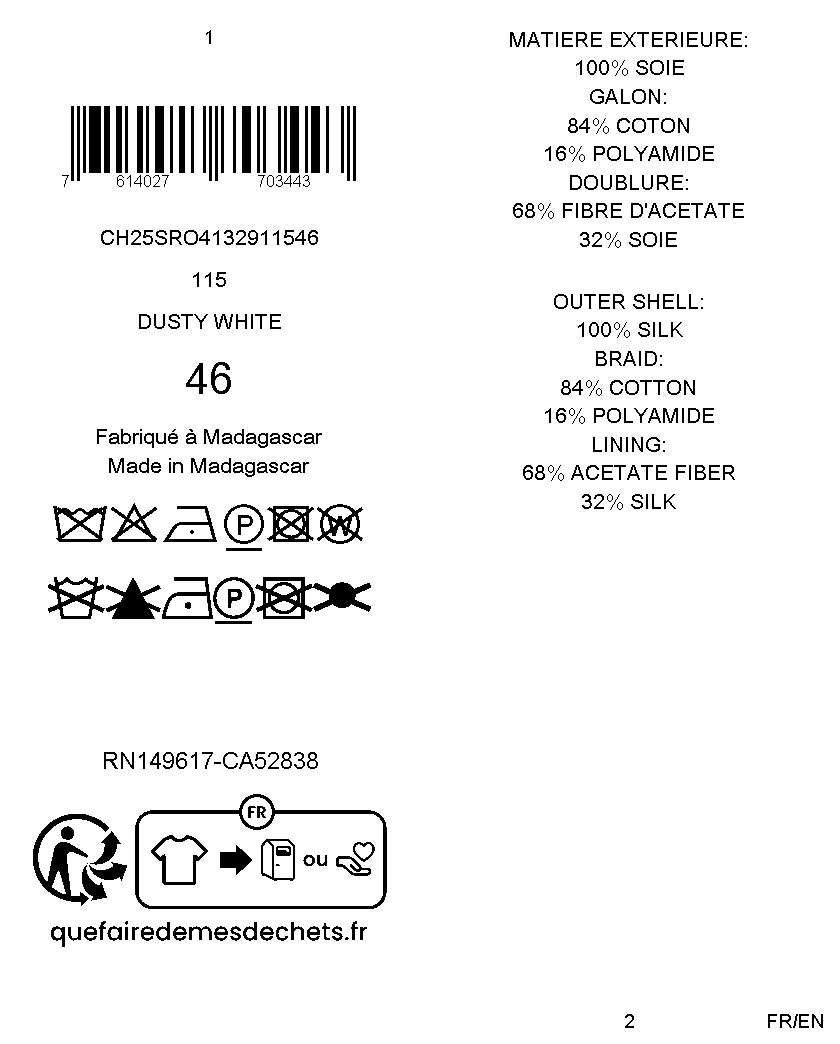 1
7 614027 703443
CH25SRO4132911546
115
DUSTY WHITE
46
Fabriqué à Madagascar
Made in Madagascar
P W
P
RN149617-CA52838
FR
ou
quefairedemesdechets.fr
MATIERE EXTERIEURE:
100% SOIE
GALON:
84% COTON
16% POLYAMIDE
DOUBLURE:
68% FIBRE D'ACETATE
32% SOIE
OUTER SHELL:
100% SILK
BRAID:
84% COTTON
16% POLYAMIDE
LINING:
68% ACETATE FIBER
32% SILK
2
FR/EN